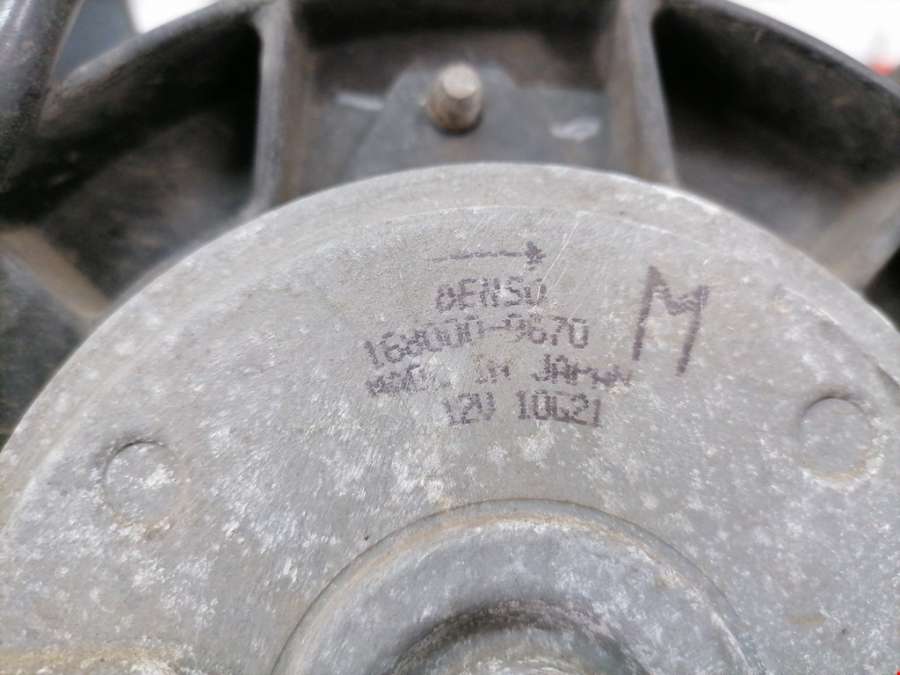 DENSO
168000-9670
MADE IN JAPAN
12V 10G21
M